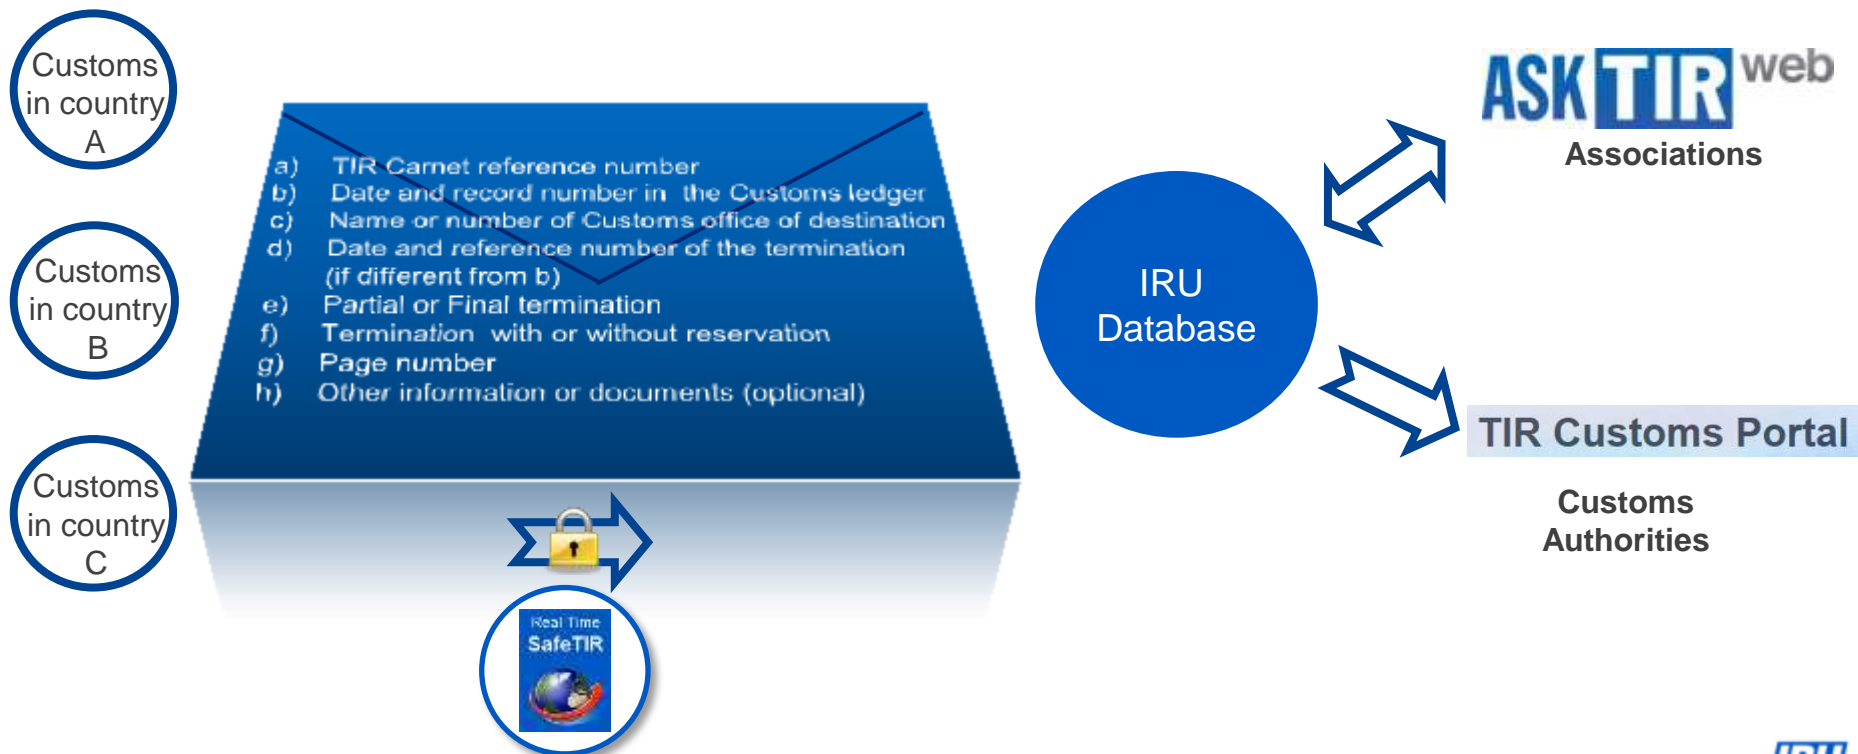 Customs
in country
A
Customs
in country
B
Customs
in country
C
a) TIR Carnet reference number
b) Date and record number in the Customs ledger
c) Name or number of Customs office of destination
d) Date and reference number of the termination
(if different from b)
e) Partial or Final termination
f) Termination with or without reservation
g) Page number
h) Other information or documents (optional)
Real Time
SafeTIR
IRU
Database
ASK TIR web
Associations
TIR Customs Portal
Customs
Authorities
IRU